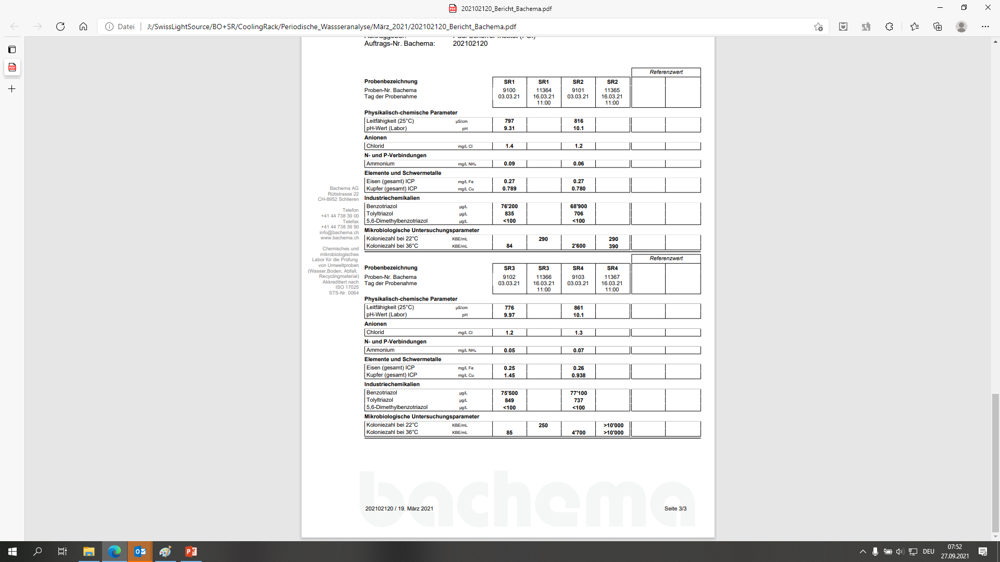 202102120_Bericht_Bachema.pdf
Datei J:/SwissLightSource/BO+SR/CoolingRack/Periodische_Wassseranalyse/März_2021/202102120_Bericht_Bachema.pdf
Auftraggeber: Paul Scherrer Institut (PSI)
Auftrags-Nr. Bachema: 202102120
Referenzwert
Probenbezeichnung SR1 SR1 SR2 SR2
Proben-Nr. Bachema 9100 11364 9101 11365
Tag der Probenahme 03.03.21 16.03.21 03.03.21 16.03.21
11:00 11:00
Physikalisch-chemische Parameter
Leitfähigkeit (25°C) µS/cm 797 816
pH-Wert (Labor) pH 9.31 10.1
Anionen
Chlorid mg/L Cl 1.4 1.2
N- und P-Verbindungen
Ammonium mg/L NH₄ 0.09 0.06
Elemente und Schwermetalle
Eisen (gesamt) ICP mg/L Fe 0.27 0.27
Kupfer (gesamt) ICP mg/L Cu 0.789 0.780
Industriechemikalien
Benzotriazol µg/L 76'200 68'900
Tolyltriazol µg/L 835 706
5,6-Dimethylbenzotriazol µg/L <100 <100
Mikrobiologische Untersuchungsparameter
Koloniezahl bei 22°C KBE/mL 290 290
Koloniezahl bei 36°C KBE/mL 84 2'600 390
Referenzwert
Probenbezeichnung SR3 SR3 SR4 SR4
Proben-Nr. Bachema 9102 11366 9103 11367
Tag der Probenahme 03.03.21 16.03.21 03.03.21 16.03.21
11:00 11:00
Physikalisch-chemische Parameter
Leitfähigkeit (25°C) µS/cm 776 861
pH-Wert (Labor) pH 9.97 10.1
Anionen
Chlorid mg/L Cl 1.2 1.3
N- und P-Verbindungen
Ammonium mg/L NH₄ 0.05 0.07
Elemente und Schwermetalle
Eisen (gesamt) ICP mg/L Fe 0.25 0.26
Kupfer (gesamt) ICP mg/L Cu 1.45 0.938
Industriechemikalien
Benzotriazol µg/L 75'500 77'100
Tolyltriazol µg/L 849 737
5,6-Dimethylbenzotriazol µg/L <100 <100
Mikrobiologische Untersuchungsparameter
Koloniezahl bei 22°C KBE/mL 250 >10'000
Koloniezahl bei 36°C KBE/mL 85 4'700 >10'000
Bachema AG
Rütistrasse 22
CH-8952 Schlieren
Telefon
+41 44 738 39 00
Telefax
+41 44 738 39 90
info@bachema.ch
www.bachema.ch
Chemisches und
mikrobiologisches
Labor für die Prüfung
von Umweltproben
(Wasser,Boden, Abfall,
Recyclingmaterial)
Akkreditiert nach
ISO 17025
STS-Nr. 0064
bachema
202102120 / 19. März 2021 Seite 3/3
DEU
07:52
27.09.2021